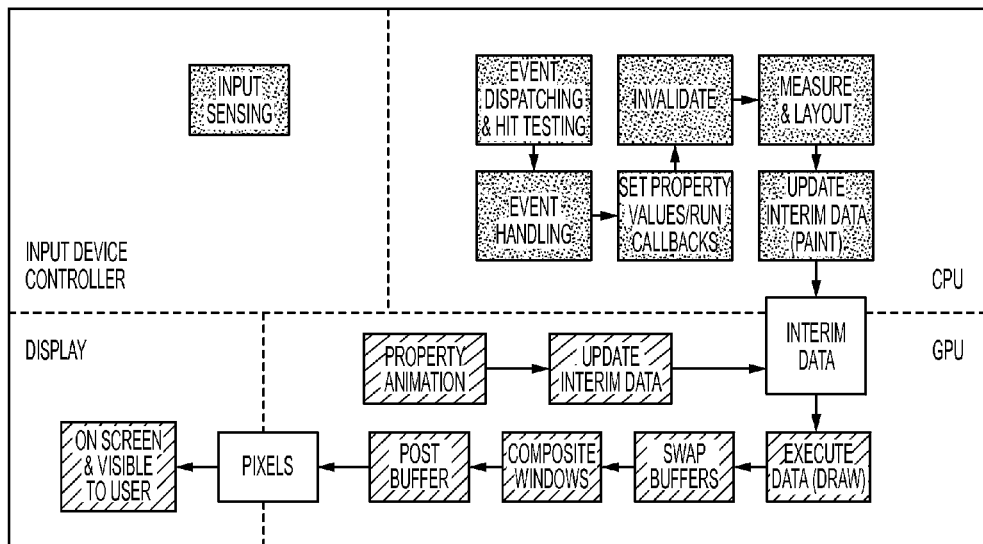 INPUT
SENSING
INPUT DEVICE
CONTROLLER
EVENT
DISPATCHING
& HIT TESTING
EVENT
HANDLING
SET PROPERTY
VALUES/RUN
CALLBACKS
INVALIDATE
MEASURE
& LAYOUT
UPDATE
INTERIM DATA
(PAINT)
CPU
INTERIM
DATA
GPU
DISPLAY
PROPERTY
ANIMATION
UPDATE
INTERIM DATA
EXECUTE
DATA (DRAW)
SWAP
BUFFERS
COMPOSITE
WINDOWS
POST
BUFFER
PIXELS
ON SCREEN
& VISIBLE
TO USER